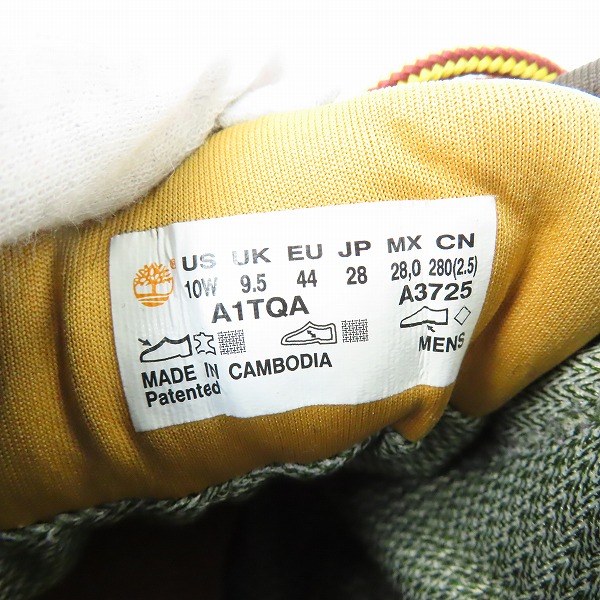 ® US UK EU JP MX CN
10W 9.5 44 28 28,0 280(2.5)
A1TQA A3725
MENS
MADE IN CAMBODIA
Patented